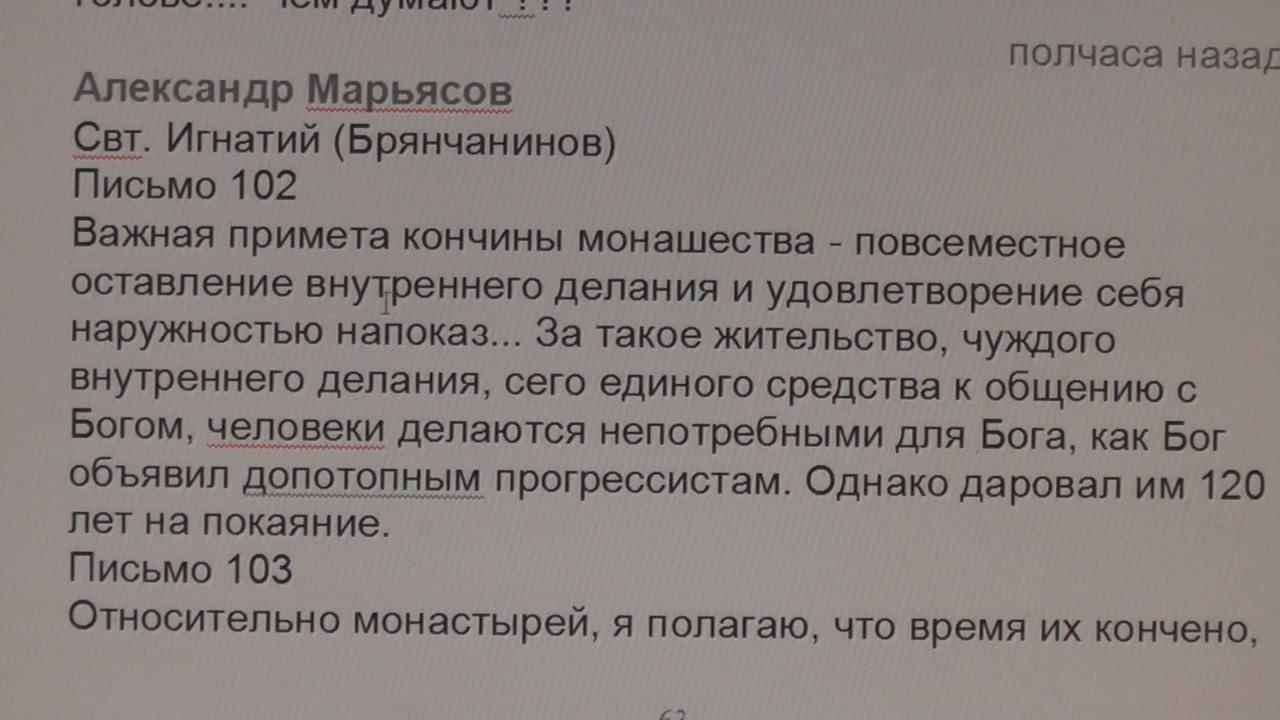 Чем думают ???
полчаса назад
Александр Марьясов
Свт. Игнатий (Брянчанинов)
Письмо 102
Важная примета кончины монашества - повсеместное
оставление внутреннего делания и удовлетворение себя
наружностью напоказ... За такое жительство, чуждого
внутреннего делания, сего единого средства к общению с
Богом, человеки делаются непотребными для Бога, как Бог
объявил допотопным прогрессистам. Однако даровал им 120
лет на покаяние.
Письмо 103
Относительно монастырей, я полагаю, что время их кончено,